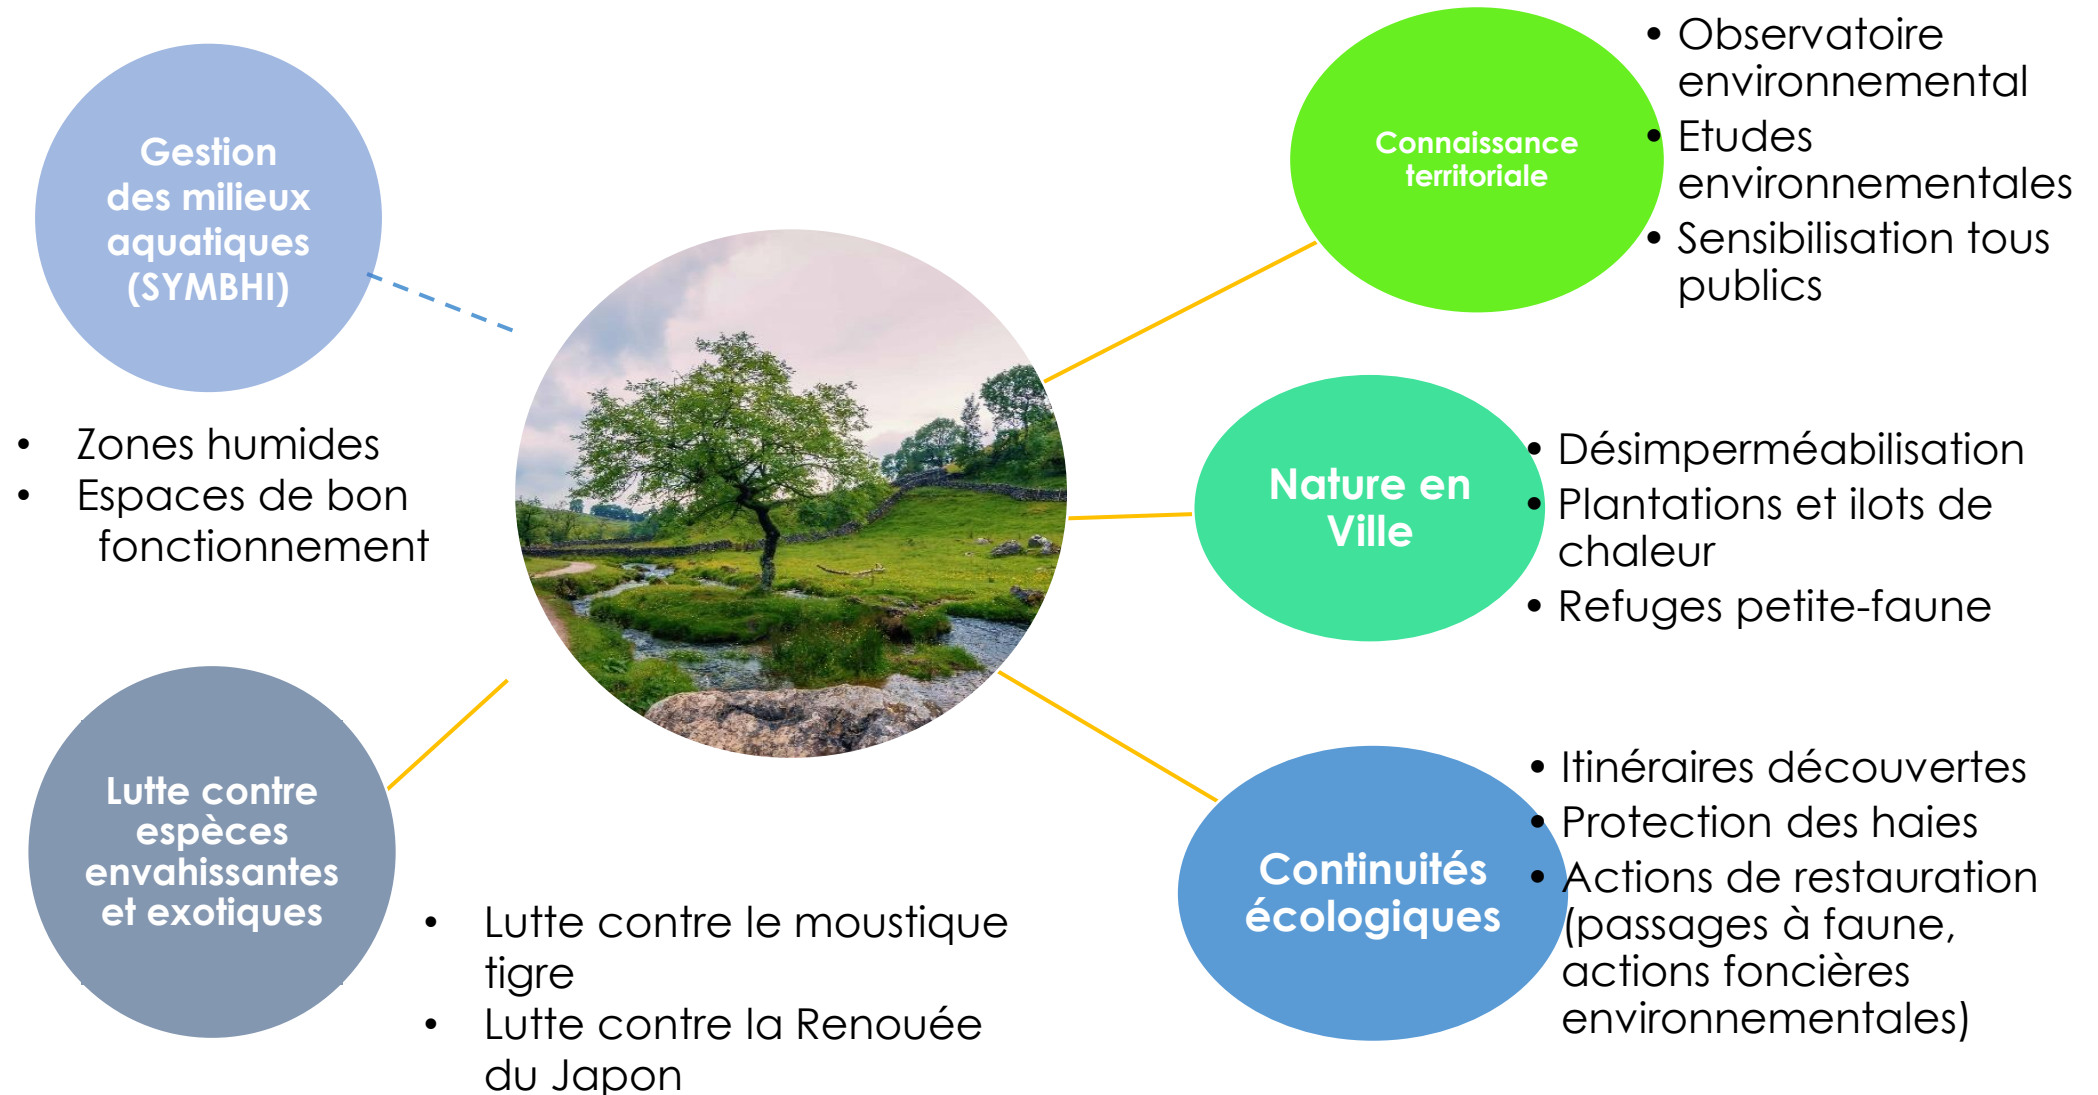 Gestion
des milieux
aquatiques
(SYMBHI)
• Zones humides
• Espaces de bon
fonctionnement
Lutte contre
espèces
envahissantes
et exotiques
• Lutte contre le moustique
tigre
• Lutte contre la Renouée
du Japon
Connaissance
territoriale
• Observatoire
environnemental
• Etudes
environnementales
• Sensibilisation tous
publics
Nature en
Ville
• Désimperméabilisation
• Plantations et ilots de
chaleur
• Refuges petite-faune
Continuités
écologiques
• Itinéraires découvertes
• Protection des haies
• Actions de restauration
(passages à faune,
actions foncières
environnementales)